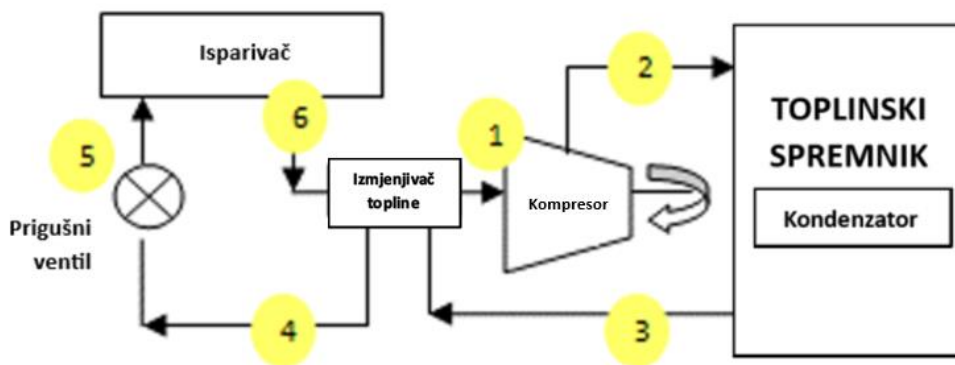 Isparivač
2
1
6
5
TOPLINSKI
SPREMNIK
Izmjenjivač
topline
Kompresor
Kondenzator
Prigušni
ventil
4
3